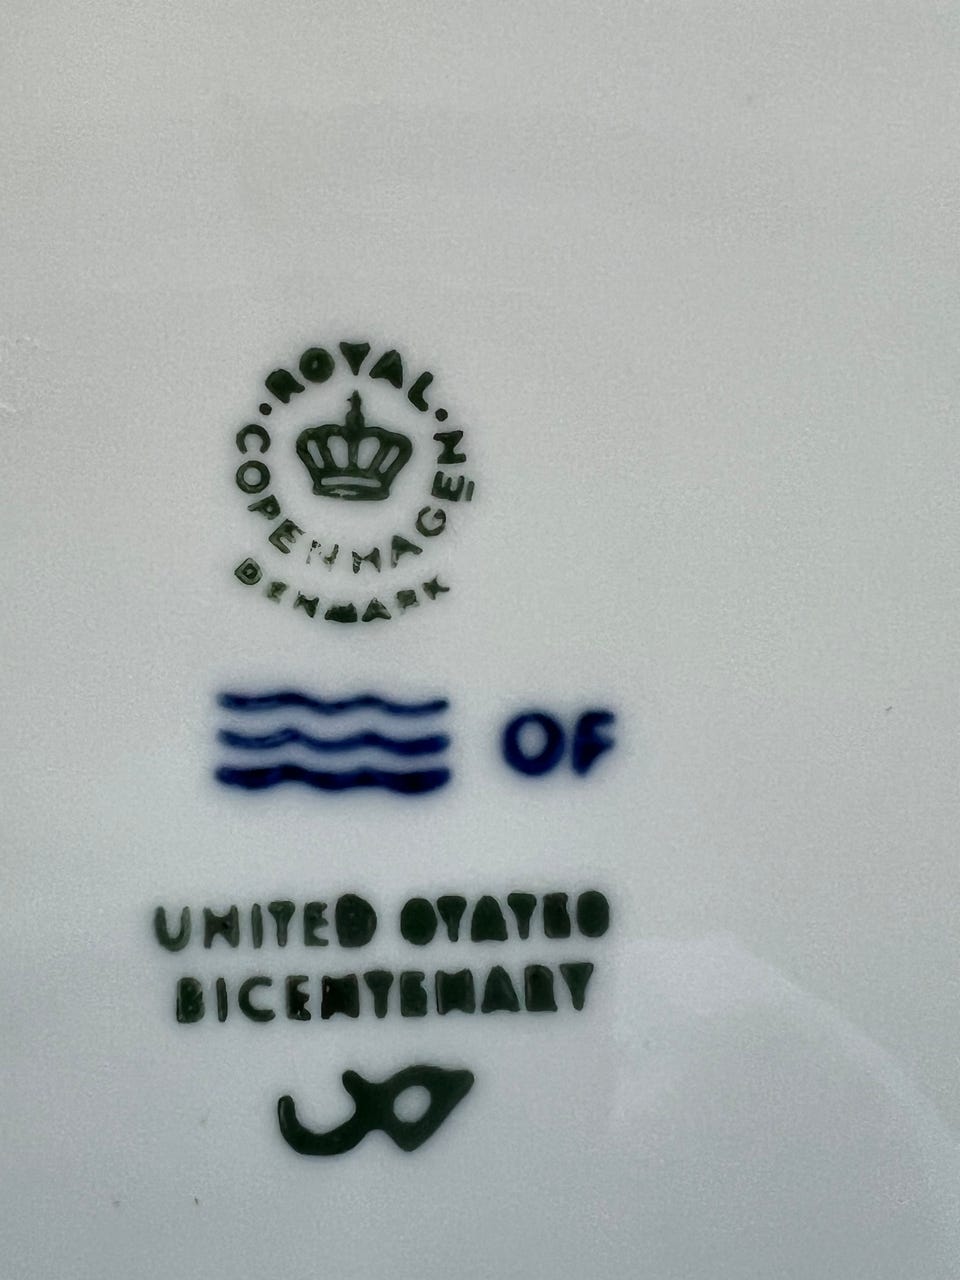 ·ROYAL·
COPENHAGEN
DENMARK
OF
UNITED STATES
BICENTENARY